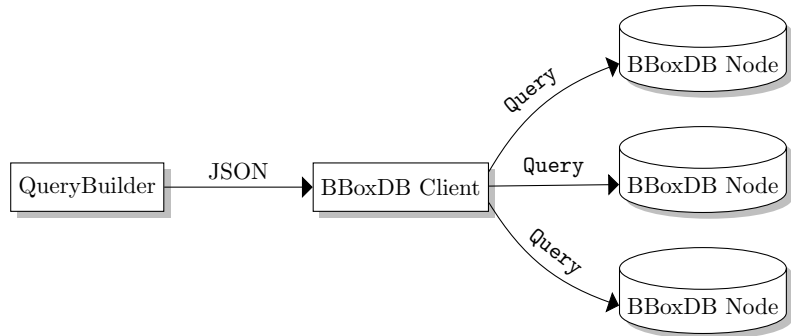 QueryBuilder
JSON
BBoxDB Client
Query
BBoxDB Node
Query
BBoxDB Node
Query
BBoxDB Node